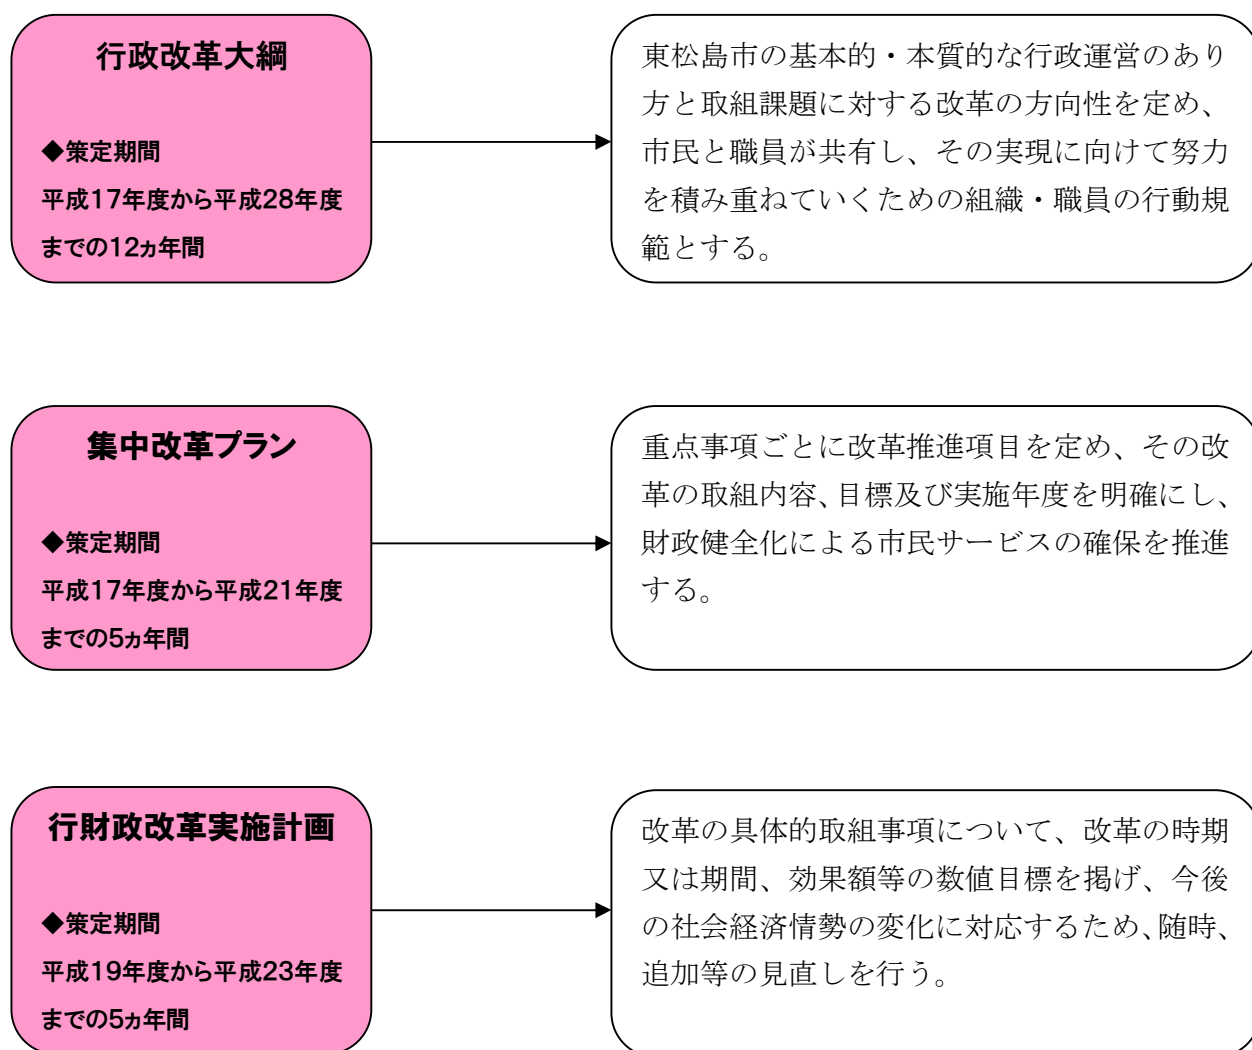 行政改革大綱
◆策定期間
平成17年度から平成28年度
までの12ヵ年間
東松島市の基本的・本質的な行政運営のあり
方と取組課題に対する改革の方向性を定め、
市民と職員が共有し、その実現に向けて努力
を積み重ねていくための組織・職員の行動規
範とする。
集中改革プラン
◆策定期間
平成17年度から平成21年度
までの5ヵ年間
重点事項ごとに改革推進項目を定め、その改
革の取組内容、目標及び実施年度を明確にし、
財政健全化による市民サービスの確保を推進
する。
行財政改革実施計画
◆策定期間
平成19年度から平成23年度
までの5ヵ年間
改革の具体的取組事項について、改革の時期
又は期間、効果額等の数値目標を掲げ、今後
の社会経済情勢の変化に対応するため、随時、
追加等の見直しを行う。